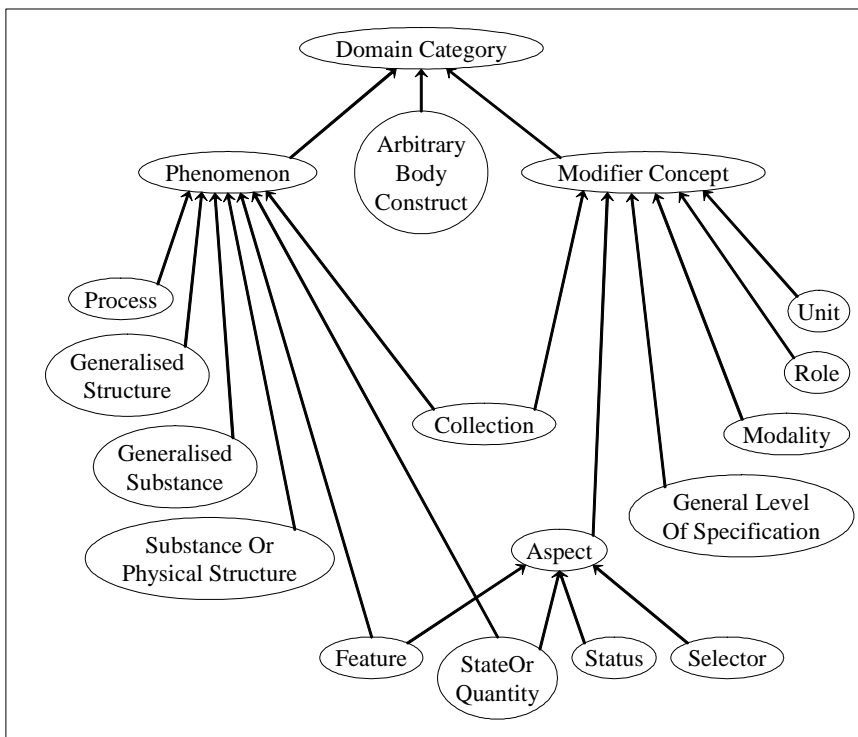 Domain Category
Arbitrary
Body
Construct
Phenomenon
Modifier Concept
Process
Unit
Generalised
Structure
Role
Collection
Modality
Generalised
Substance
General Level
Of Specification
Substance Or
Physical Structure
Aspect
Feature
StateOr
Quantity
Status
Selector